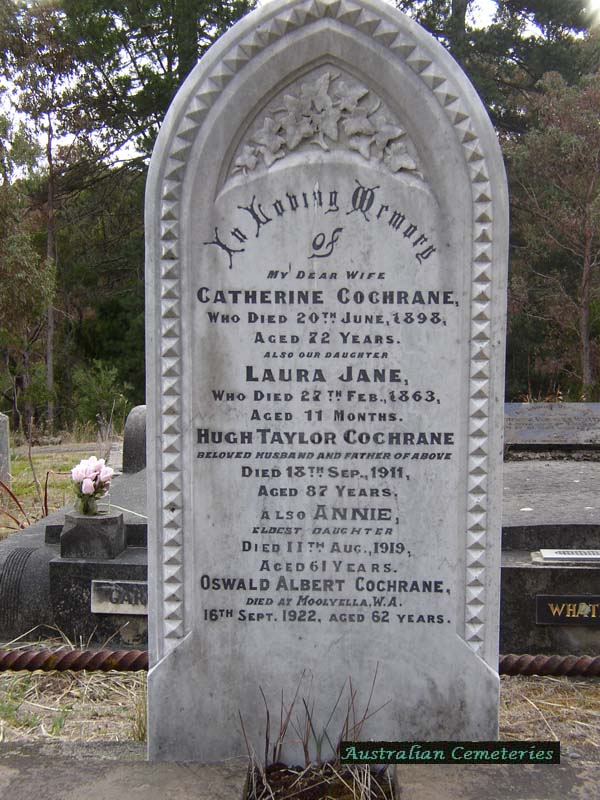 In Loving Memory
of
MY DEAR WIFE
CATHERINE COCHRANE,
WHO DIED 20TH JUNE, 1898,
AGED 72 YEARS.
ALSO OUR DAUGHTER
LAURA JANE,
WHO DIED 27TH FEB., 1863,
AGED 11 MONTHS.
HUGH TAYLOR COCHRANE
BELOVED HUSBAND AND FATHER OF ABOVE
DIED 18TH SEP., 1911,
AGED 87 YEARS.
ALSO ANNIE,
ELDEST DAUGHTER
DIED 11TH AUG., 1919,
AGED 61 YEARS.
OSWALD ALBERT COCHRANE,
DIED AT MOOLYELLA, W.A.
16TH SEPT. 1922, AGED 62 YEARS.
GAR
WHAT
Australian Cemeteries